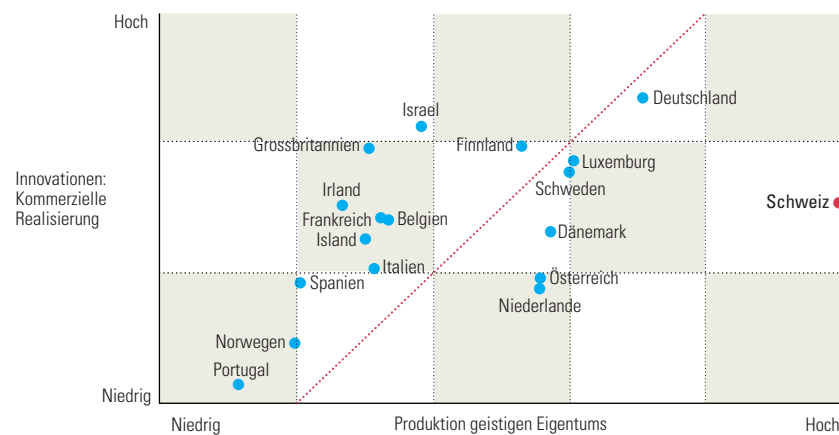 Hoch
Deutschland
Israel
Grossbritannien
Finnland
Luxemburg
Schweden
Innovationen:
Kommerzielle
Realisierung
Irland
Schweiz
Frankreich
Belgien
Dänemark
Island
Italien
Spanien
Österreich
Niederlande
Norwegen
Portugal
Niedrig
Niedrig
Produktion geistigen Eigentums
Hoch